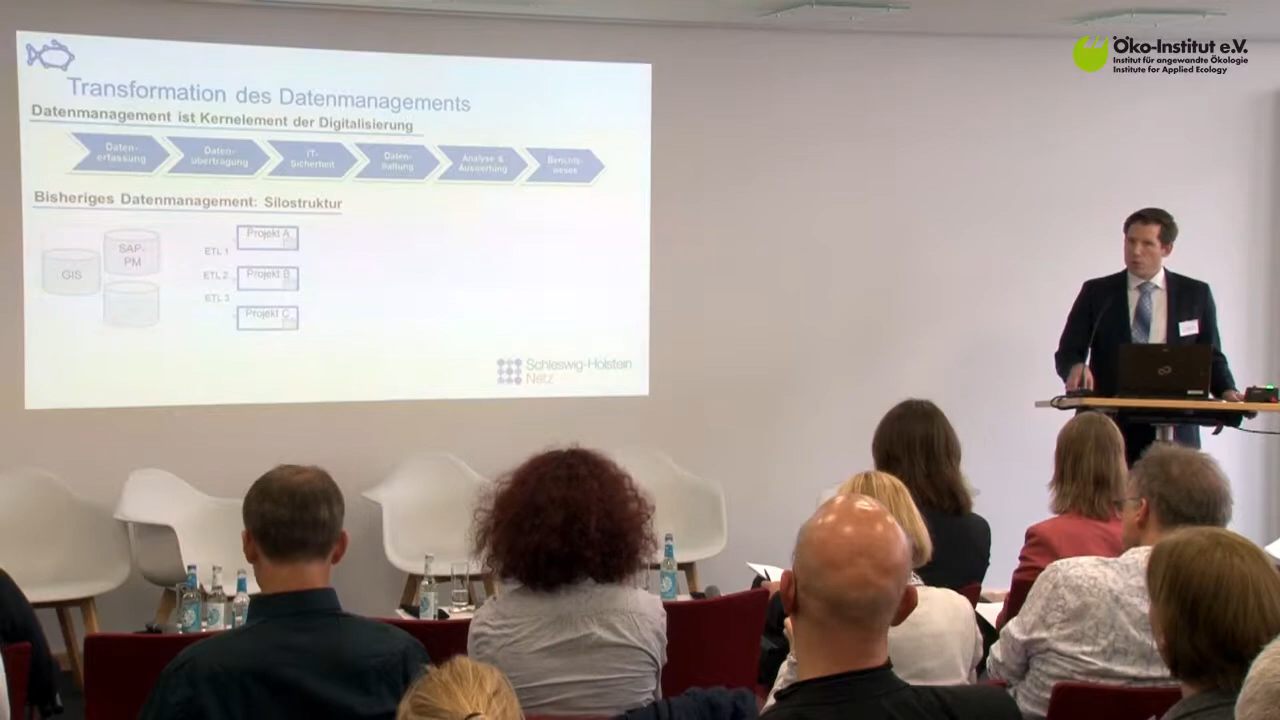 Öko-Institut e.V.
Institut für angewandte Ökologie
Institute for Applied Ecology
Transformation des Datenmanagements
Datenmanagement ist Kernelement der Digitalisierung
Daten-
erfassung
Daten-
übertragung
IT-
Sicherheit
Daten-
haltung
Analyse &
Auswertung
Berichts-
wesen
Bisheriges Datenmanagement: Silostruktur
GIS
SAP-
PM
ETL 1
ETL 2
ETL 3
Projekt A
Projekt B
Projekt C
Schleswig-Holstein
Netz